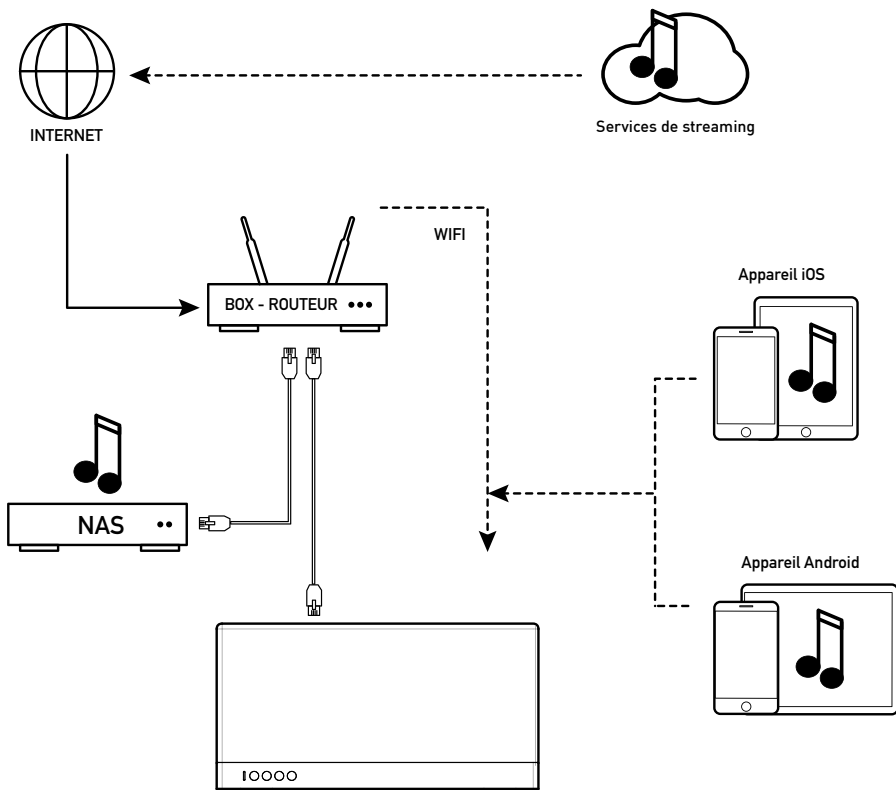 INTERNET
Services de streaming
WIFI
BOX - ROUTEUR
Appareil iOS
NAS
Appareil Android